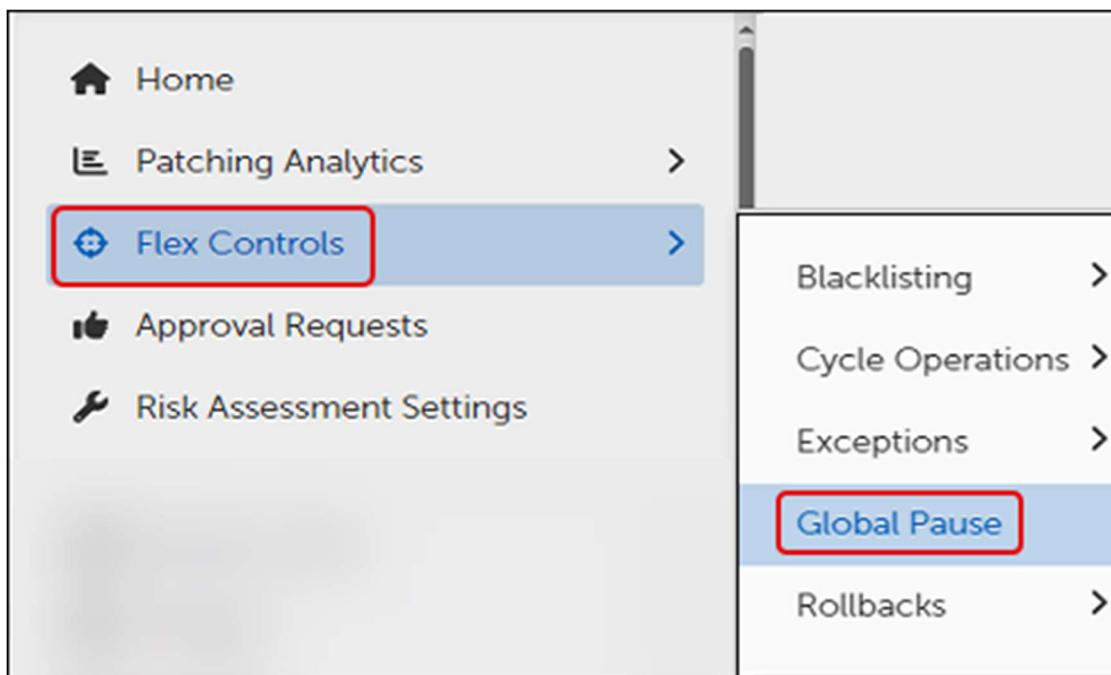 Home
Patching Analytics
Flex Controls
Approval Requests
Risk Assessment Settings
Blacklisting
Cycle Operations
Exceptions
Global Pause
Rollbacks